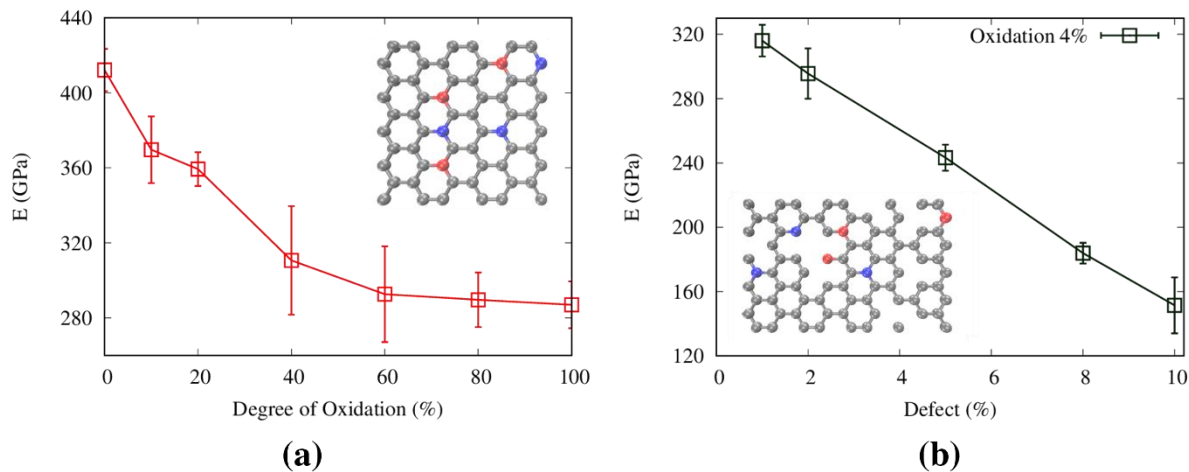 440
400
360
320
280
E (GPa)
0 20 40 60 80 100
Degree of Oxidation (%)
(a)
320
280
240
200
160
120
E (GPa)
Oxidation 4%
0 2 4 6 8 10
Defect (%)
(b)